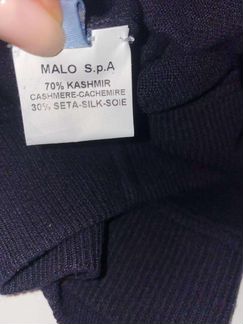 MALO S.p.A
70% KASHMIR
CASHMERE-CACHEMIRE
30% SETA-SILK-SOIE